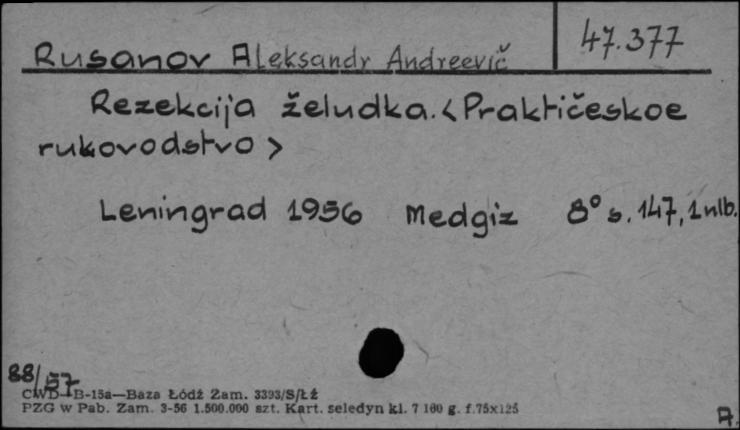 47.377
Rusanov Aleksandr Andreevič
Rezekcija želudka. <Praktičeskoe
rukovodstvo>
Leningrad 1956 Medgiz 8° s. 147, 1 nlb.
88/57
CWD—B-15a—Baza Łódź Zam. 3393/S/ŁŻ
PZG w Pab. Zam. 3-56 1.500.000 szt. Kart. seledyn kl. 7 160 g. f.75x125
A.